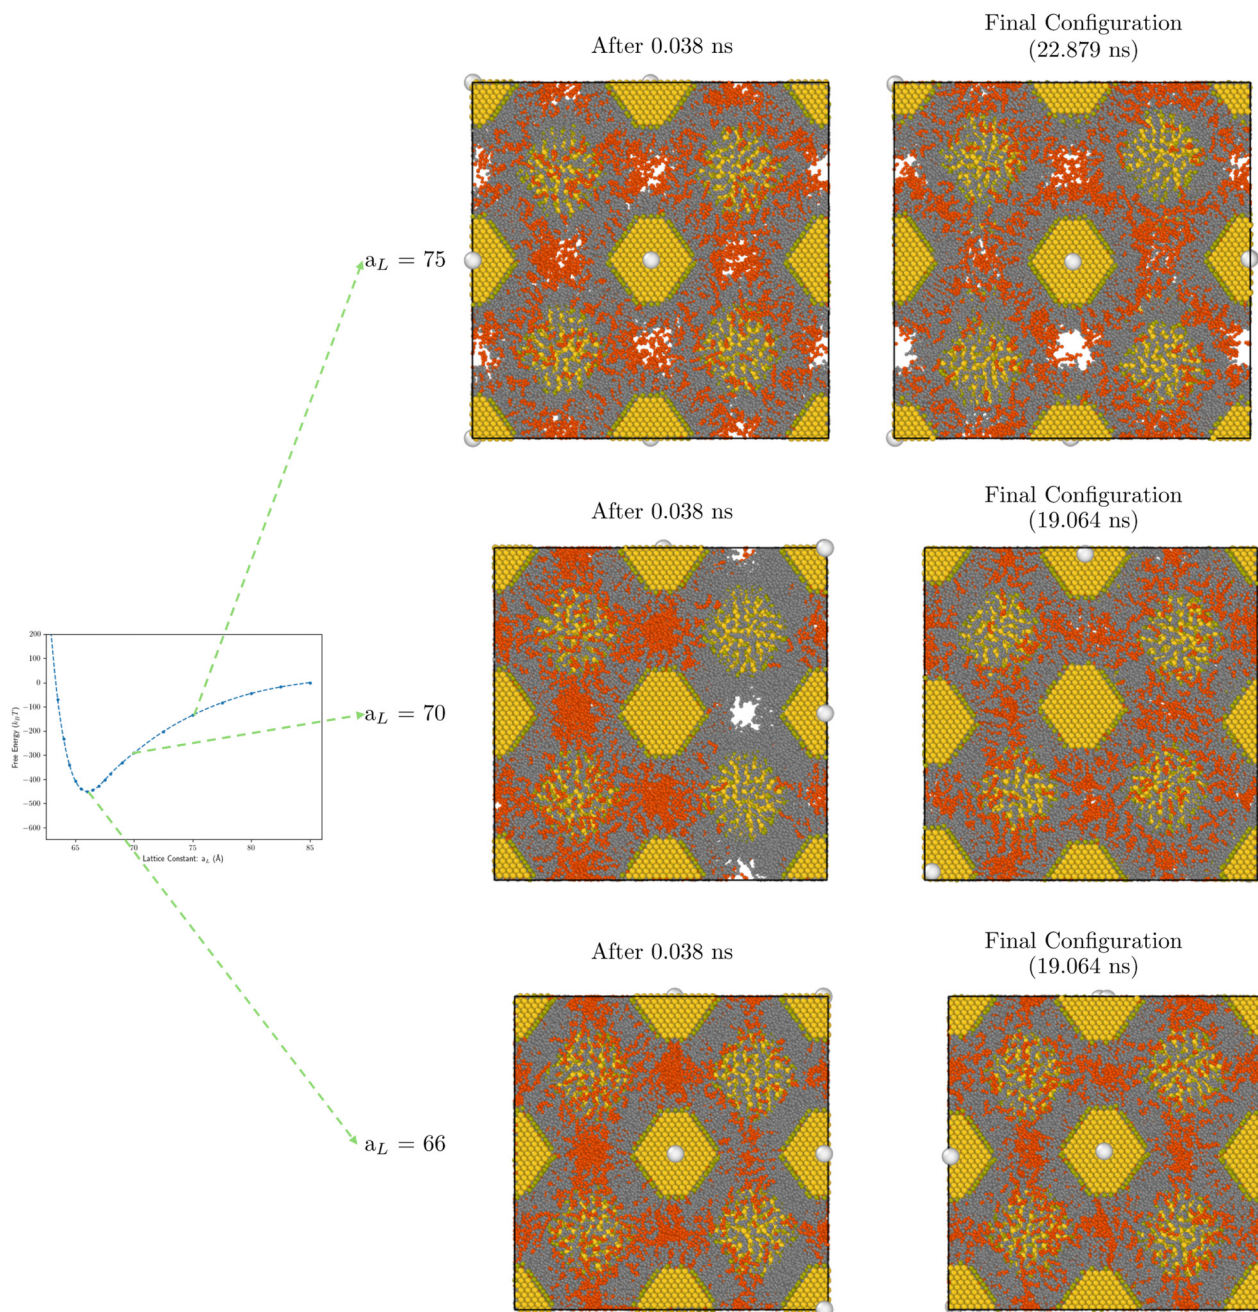 After 0.038 ns
Final Configuration
(22.879 ns)
a_L = 75
After 0.038 ns
Final Configuration
(19.064 ns)
200
100
0
−100
−200
−300
−400
−500
−600
Free Energy (k_BT)
65
70
75
80
85
Lattice Constant: a_L (Å)
a_L = 70
After 0.038 ns
Final Configuration
(19.064 ns)
a_L = 66